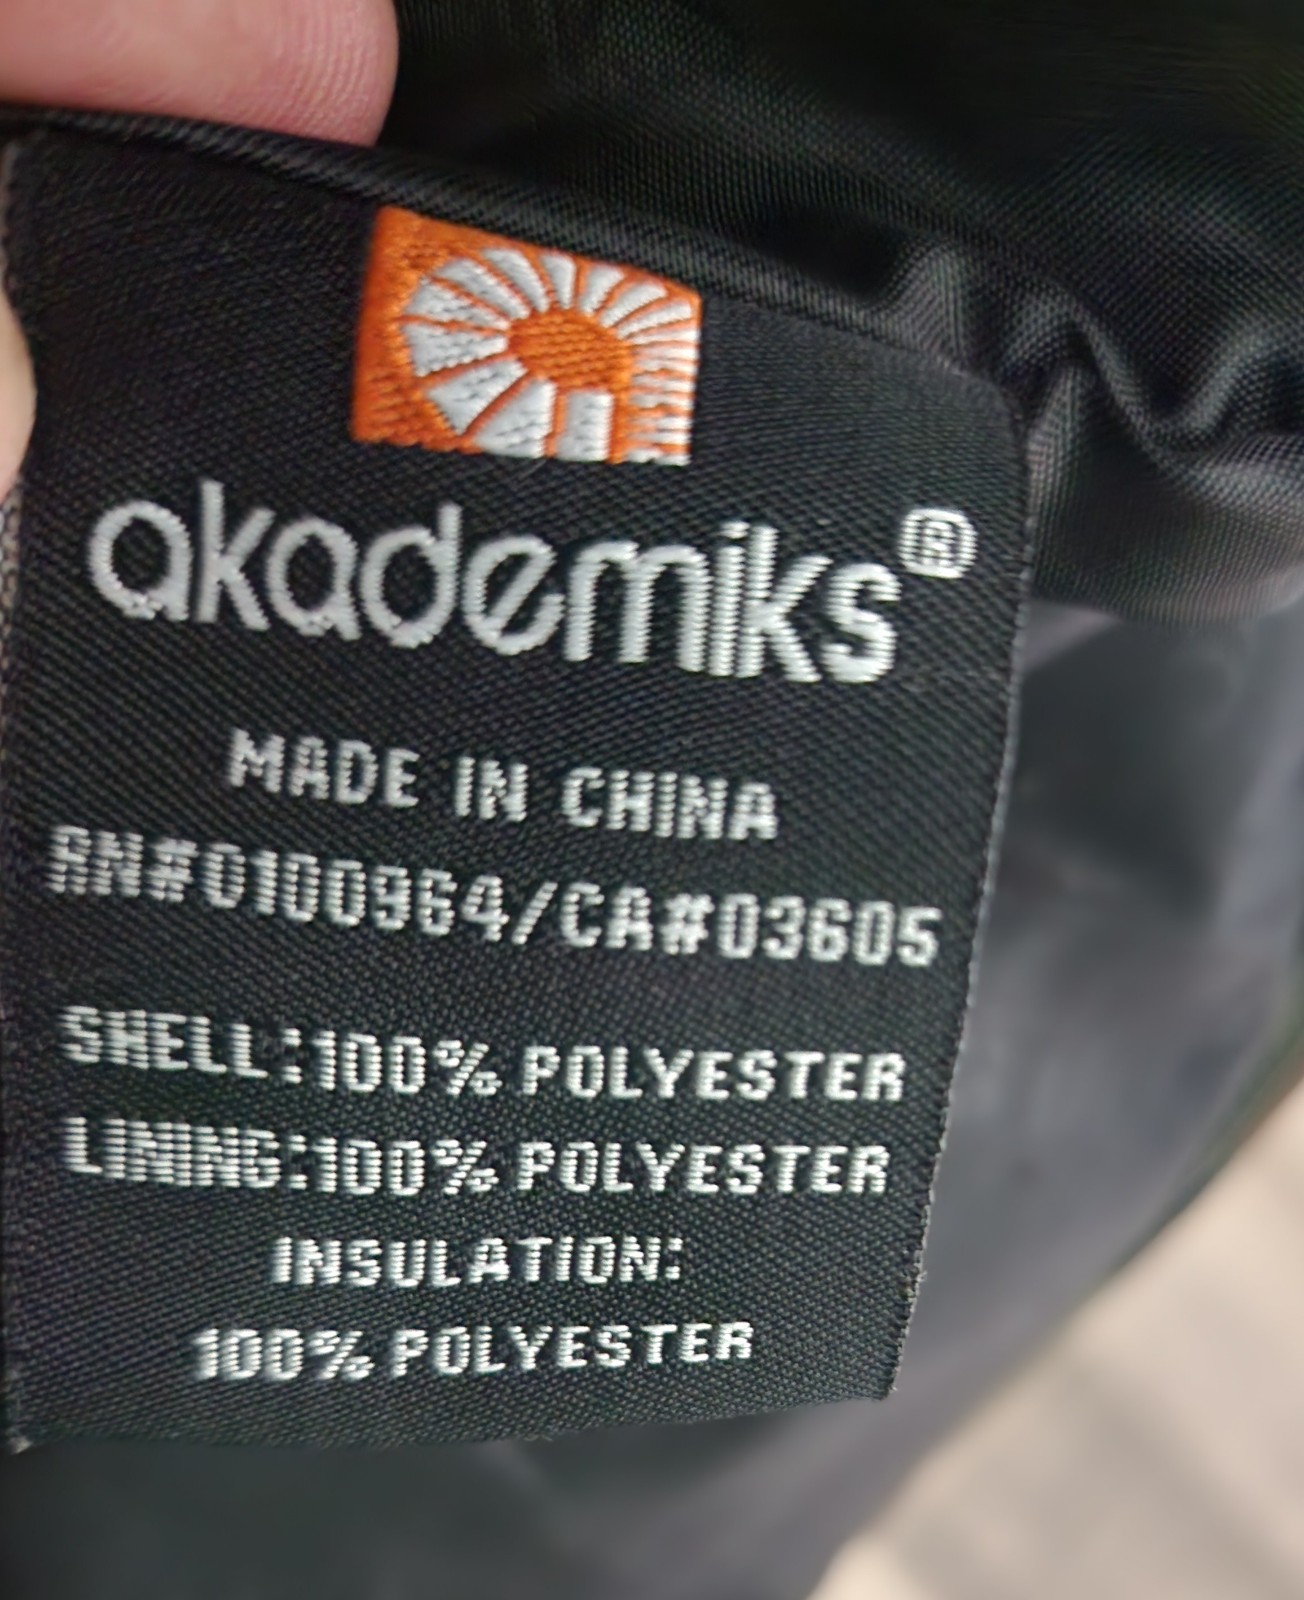 akademiks®
MADE IN CHINA
RN#0100964/CA#03605
SHELL:100% POLYESTER
LINING:100% POLYESTER
INSULATION:
100% POLYESTER